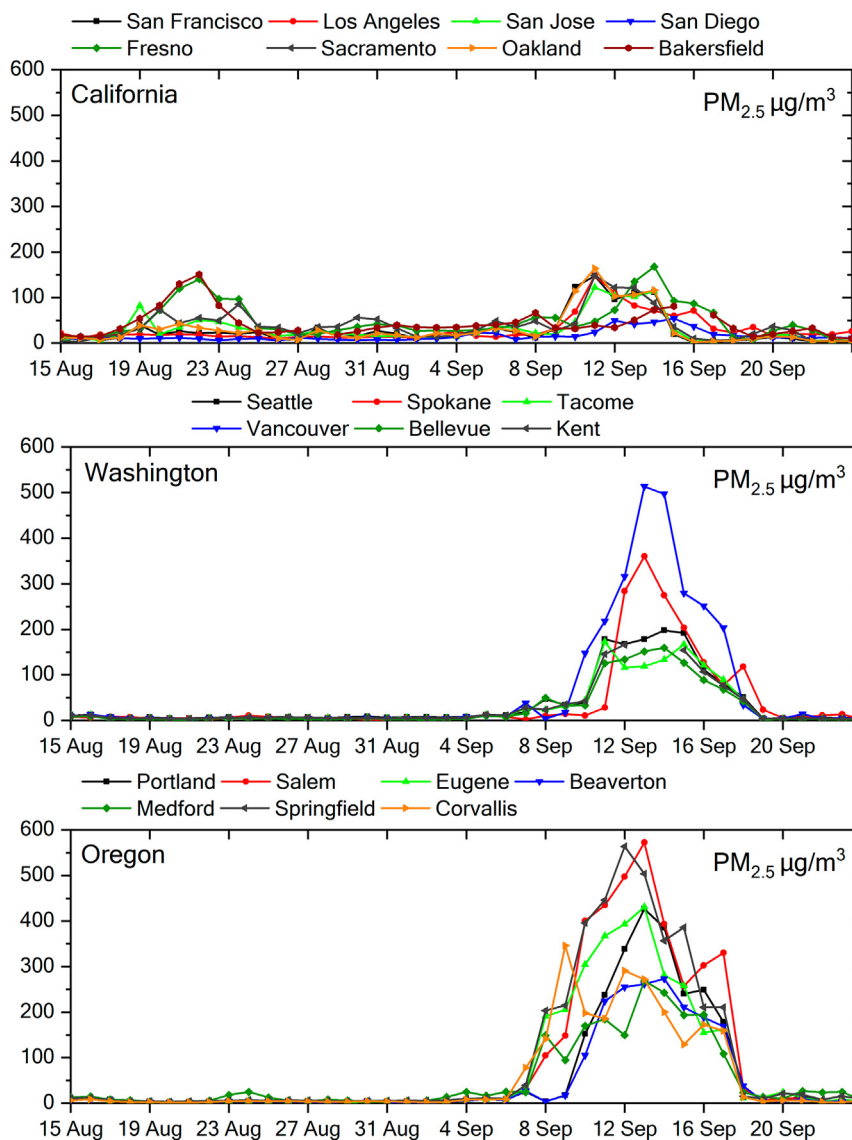 San Francisco Los Angeles San Jose San Diego
Fresno Sacramento Oakland Bakersfield
600
California PM2.5 µg/m3
500
400
300
200
100
0
15 Aug 19 Aug 23 Aug 27 Aug 31 Aug 4 Sep 8 Sep 12 Sep 16 Sep 20 Sep
Seattle Spokane Tacome
Vancouver Bellevue Kent
600
Washington PM2.5 µg/m3
500
400
300
200
100
0
15 Aug 19 Aug 23 Aug 27 Aug 31 Aug 4 Sep 8 Sep 12 Sep 16 Sep 20 Sep
Portland Salem Eugene Beaverton
Medford Springfield Corvallis
600
Oregon PM2.5 µg/m3
500
400
300
200
100
0
15 Aug 19 Aug 23 Aug 27 Aug 31 Aug 4 Sep 8 Sep 12 Sep 16 Sep 20 Sep